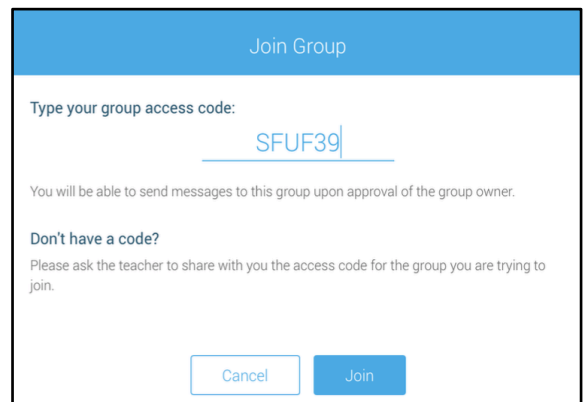 Join Group
Type your group access code:
SFUF39
You will be able to send messages to this group upon approval of the group owner.
Don't have a code?
Please ask the teacher to share with you the access code for the group you are trying to
join.
Cancel
Join